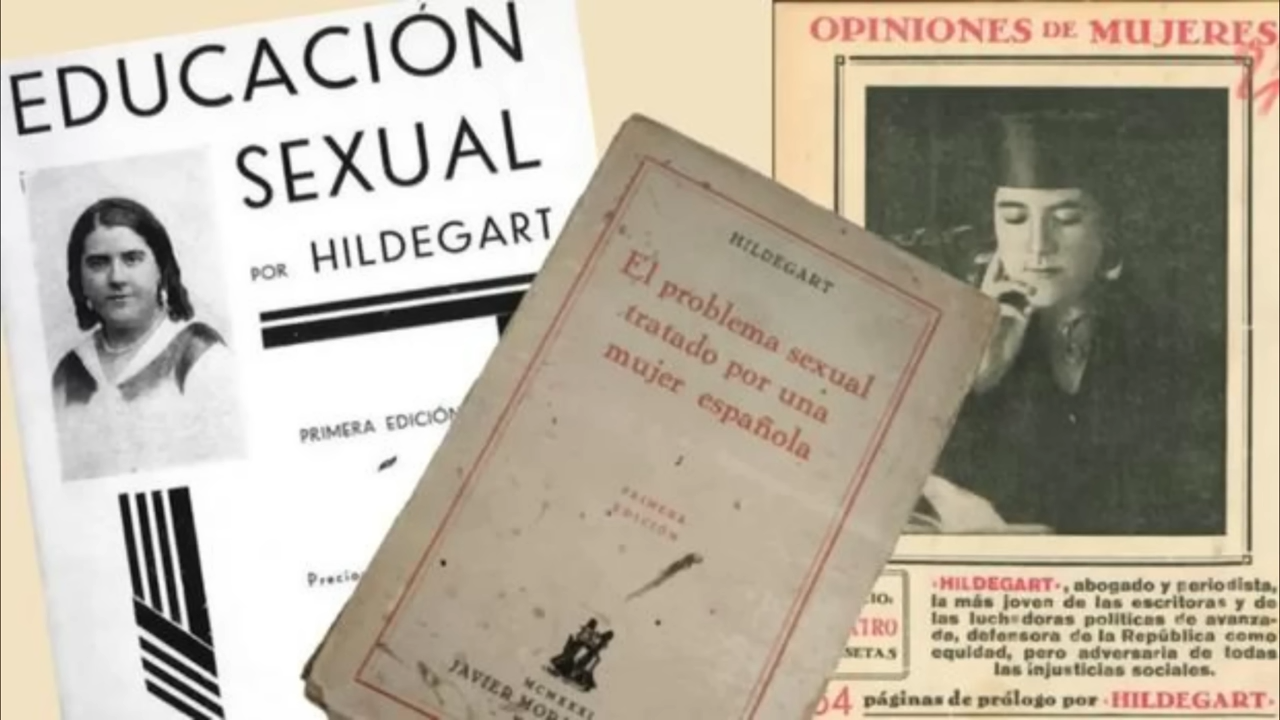 EDUCACIÓN
SEXUAL
POR HILDEGART
PRIMERA EDICIÓN
Precio
HILDEGART
El problema sexual
tratado por una
mujer española
PRIMERA
EDICIÓN
MCMXXXI
JAVIER
OPINIONES DE MUJERES
«HILDEGART», abogado y periodista,
la más joven de las escritoras y de
las luchadoras políticas de avanza-
da, defensora de la República como
equidad, pero adversaria de todas
las injusticias sociales.
páginas de prólogo por «HILDEGART»